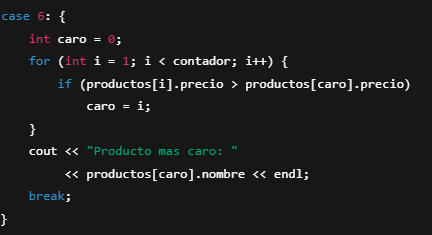 case 6: {
    int caro = 0;
    for (int i = 1; i < contador; i++) {
        if (productos[i].precio > productos[caro].precio)
            caro = i;
    }
    cout << "Producto mas caro: "
         << productos[caro].nombre << endl;
    break;
}